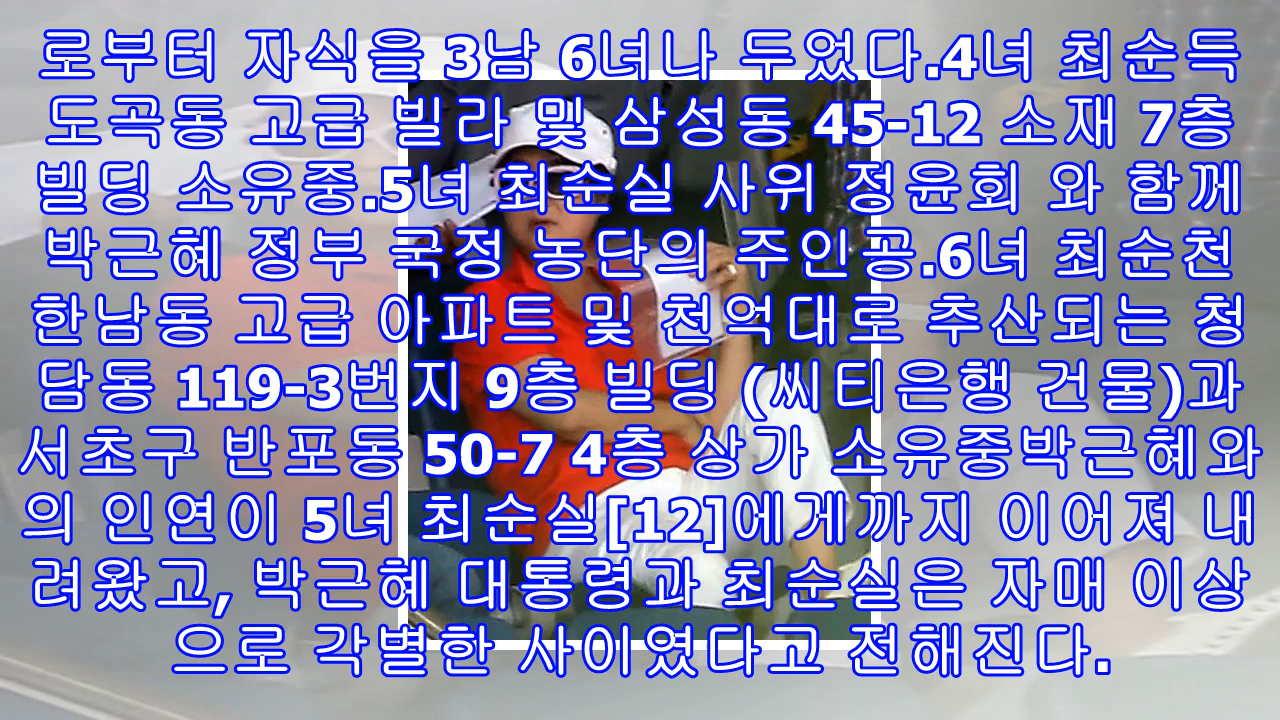 로부터 자식을 3남 6녀나 두었다.4녀 최순득
도곡동 고급 빌라 및 삼성동 45-12 소재 7층
빌딩 소유중.5녀 최순실 사위 정윤회 와 함께
박근혜 정부 국정 농단의 주인공.6녀 최순천
한남동 고급 아파트 및 천억대로 추산되는 청
담동 119-3번지 9층 빌딩 (씨티은행 건물)과
서초구 반포동 50-7 4층 상가 소유중박근혜와
의 인연이 5녀 최순실[12]에게까지 이어져 내
려왔고, 박근혜 대통령과 최순실은 자매 이상
으로 각별한 사이였다고 전해진다.